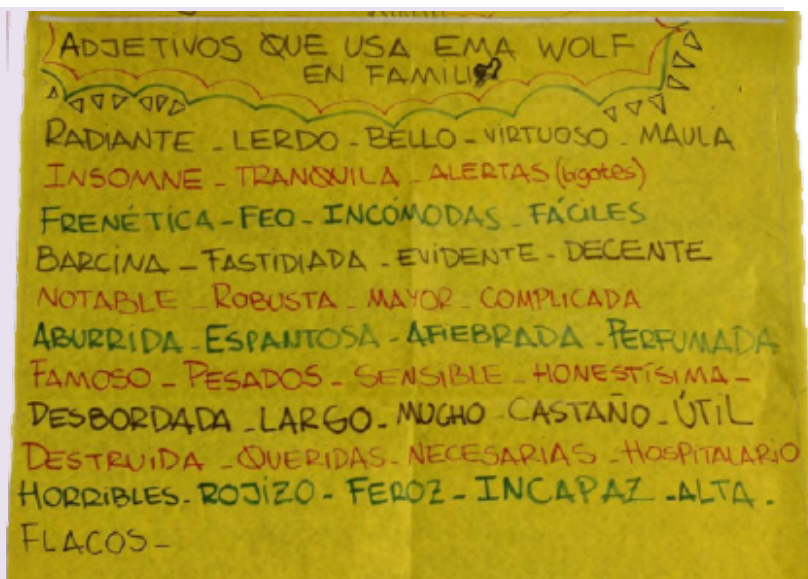 ADJETIVOS QUE USA EMA WOLF
EN FAMILIA
RADIANTE - LERDO - BELLO - VIRTUOSO - MAULA
INSOMNE - TRANQUILA - ALERTAS (bigotes)
FRENÉTICA - FEO - INCÓMODAS - FÁCILES
BARCINA - FASTIDIADA - EVIDENTE - DECENTE
NOTABLE - ROBUSTA - MAYOR - COMPLICADA
ABURRIDA - ESPANTOSA - AFIEBRADA - PERFUMADA
FAMOSO - PESADOS - SENSIBLE - HONESTÍSIMA -
DESBORDADA - LARGO - MUCHO - CASTAÑO - ÚTIL
DESTRUIDA - QUERIDAS - NECESARIAS - HOSPITALARIO
HORRIBLES - ROJIZO - FEROZ - INCAPAZ - ALTA -
FLACOS -